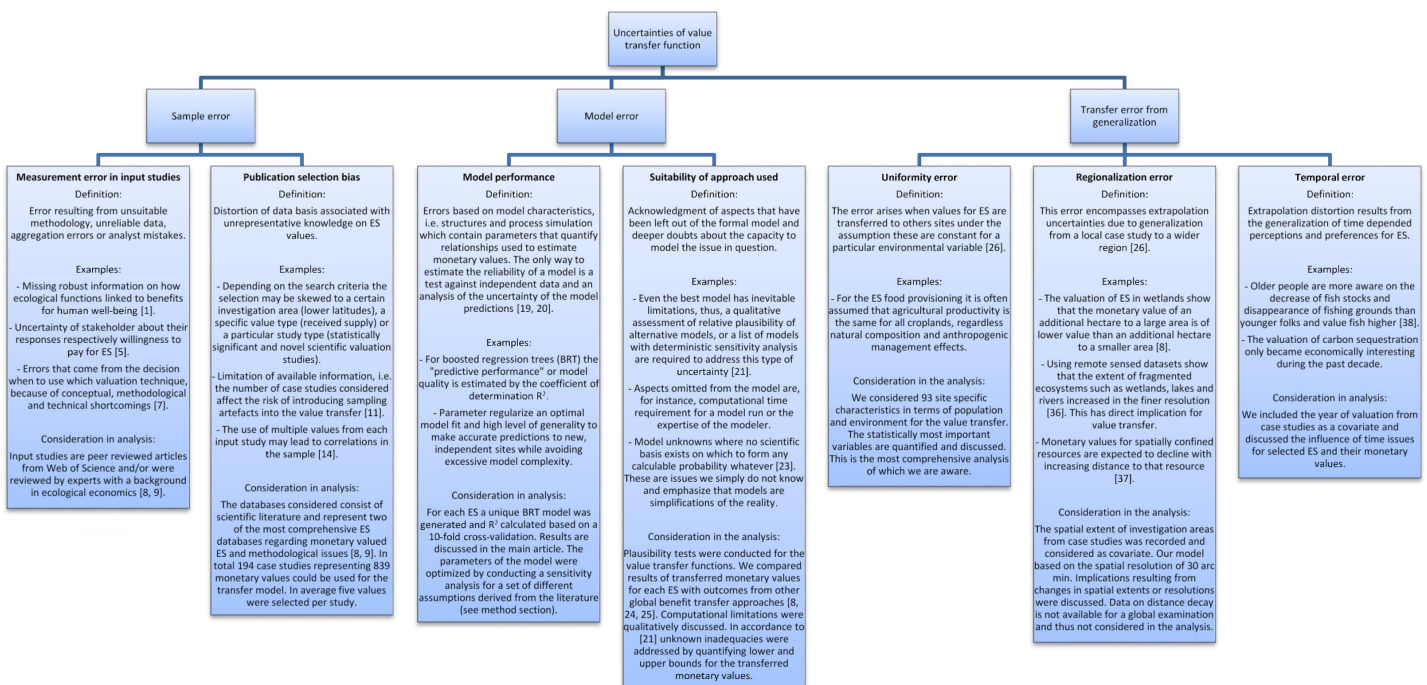 Uncertainties of value
transfer function
Sample error
Model error
Transfer error from
generalization
Measurement error in input studies
Definition:
Error resulting from unsuitable
methodology, unreliable data,
aggregation errors or analyst mistakes.
Examples:
- Missing robust information on how
ecological functions linked to benefits
for human well-being [1].
- Uncertainty of stakeholder about their
responses respectively willingness to
pay for ES [5].
- Errors that come from the decision
when to use which valuation technique,
because of conceptual, methodological
and technical shortcomings [7].
Consideration in analysis:
Input studies are peer reviewed articles
from Web of Science and/or were
reviewed by experts with a background
in ecological economics [8, 9].
Publication selection bias
Definition:
Distortion of data basis associated with
unrepresentative knowledge on ES
values.
Examples:
- Depending on the search criteria the
selection may be skewed to a certain
investigation area (lower latitudes), a
specific value type (received supply) or
a particular study type (statistically
significant and novel scientific valuation
studies).
- Limitation of available information, i.e.
the number of case studies considered
affect the risk of introducing sampling
artefacts into the value transfer [11].
- The use of multiple values from each
input study may lead to correlations in
the sample [14].
Consideration in analysis:
The databases considered consist of
scientific literature and represent two
of the most comprehensive ES
databases regarding monetary valued
ES and methodological issues [8, 9]. In
total 194 case studies representing 839
monetary values could be used for the
transfer model. In average five values
were selected per study.
Model performance
Definition:
Errors based on model characteristics,
i.e. structures and process simulation
which contain parameters that quantify
relationships used to estimate
monetary values. The only way to
estimate the reliability of a model is a
test against independent data and an
analysis of the uncertainty of the model
predictions [19, 20].
Examples:
- For boosted regression trees (BRT) the
"predictive performance" or model
quality is estimated by the coefficient of
determination R².
- Parameter regularize an optimal
model fit and high level of generality to
make accurate predictions to new,
independent sites while avoiding
excessive model complexity.
Consideration in analysis:
For each ES a unique BRT model was
generated and R² calculated based on a
10-fold cross-validation. Results are
discussed in the main article. The
parameters of the model were
optimized by conducting a sensitivity
analysis for a set of different
assumptions derived from the literature
(see method section).
Suitability of approach used
Definition:
Acknowledgment of aspects that have
been left out of the formal model and
deeper doubts about the capacity to
model the issue in question.
Examples:
- Even the best model has inevitable
limitations, thus, a qualitative
assessment of relative plausibility of
alternative models, or a list of models
with deterministic sensitivity analysis
are required to address this type of
uncertainty [21].
- Aspects omitted from the model are,
for instance, computational time
requirement for a model run or the
expertise of the modeler.
- Model unknowns where no scientific
basis exists on which to form any
calculable probability whatever [23].
These are issues we simply do not know
and emphasize that models are
simplifications of the reality.
Consideration in the analysis:
Plausibility tests were conducted for the
value transfer functions. We compared
results of transferred monetary values
for each ES with outcomes from other
global benefit transfer approaches [8,
24, 25]. Computational limitations were
qualitatively discussed. In accordance to
[21] unknown inadequacies were
addressed by quantifying lower and
upper bounds for the transferred
monetary values.
Uniformity error
Definition:
The error arises when values for ES are
transferred to others sites under the
assumption these are constant for a
particular environmental variable [26].
Examples:
- For the ES food provisioning it is often
assumed that agricultural productivity is
the same for all croplands, regardless
natural composition and anthropogenic
management effects.
Consideration in the analysis:
We considered 93 site specific
characteristics in terms of population
and environment for the value transfer.
The statistically most important
variables are quantified and discussed.
This is the most comprehensive analysis
of which we are aware.
Regionalization error
Definition:
This error encompasses extrapolation
uncertainties due to generalization
from a local case study to a wider
region [26].
Examples:
- The valuation of ES in wetlands show
that the monetary value of an
additional hectare to a large area is of
lower value than an additional hectare
to a smaller area [8].
- Using remote sensed datasets show
that the extent of fragmented
ecosystems such as wetlands, lakes and
rivers increased in the finer resolution
[36]. This has direct implication for
value transfer.
- Monetary values for spatially confined
resources are expected to decline with
increasing distance to that resource
[37].
Consideration in the analysis:
The spatial extent of investigation areas
from case studies was recorded and
considered as covariate. Our model
based on the spatial resolution of 30 arc
min. Implications resulting from
changes in spatial extents or resolutions
were discussed. Data on distance decay
is not available for a global examination
and thus not considered in the analysis.
Temporal error
Definition:
Extrapolation distortion results from
the generalization of time depended
perceptions and preferences for ES.
Examples:
- Older people are more aware on the
decrease of fish stocks and
disappearance of fishing grounds than
younger folks and value fish higher [38].
- The valuation of carbon sequestration
only became economically interesting
during the past decade.
Consideration in the analysis:
We included the year of valuation from
case studies as a covariate and
discussed the influence of time issues
for selected ES and their monetary
values.